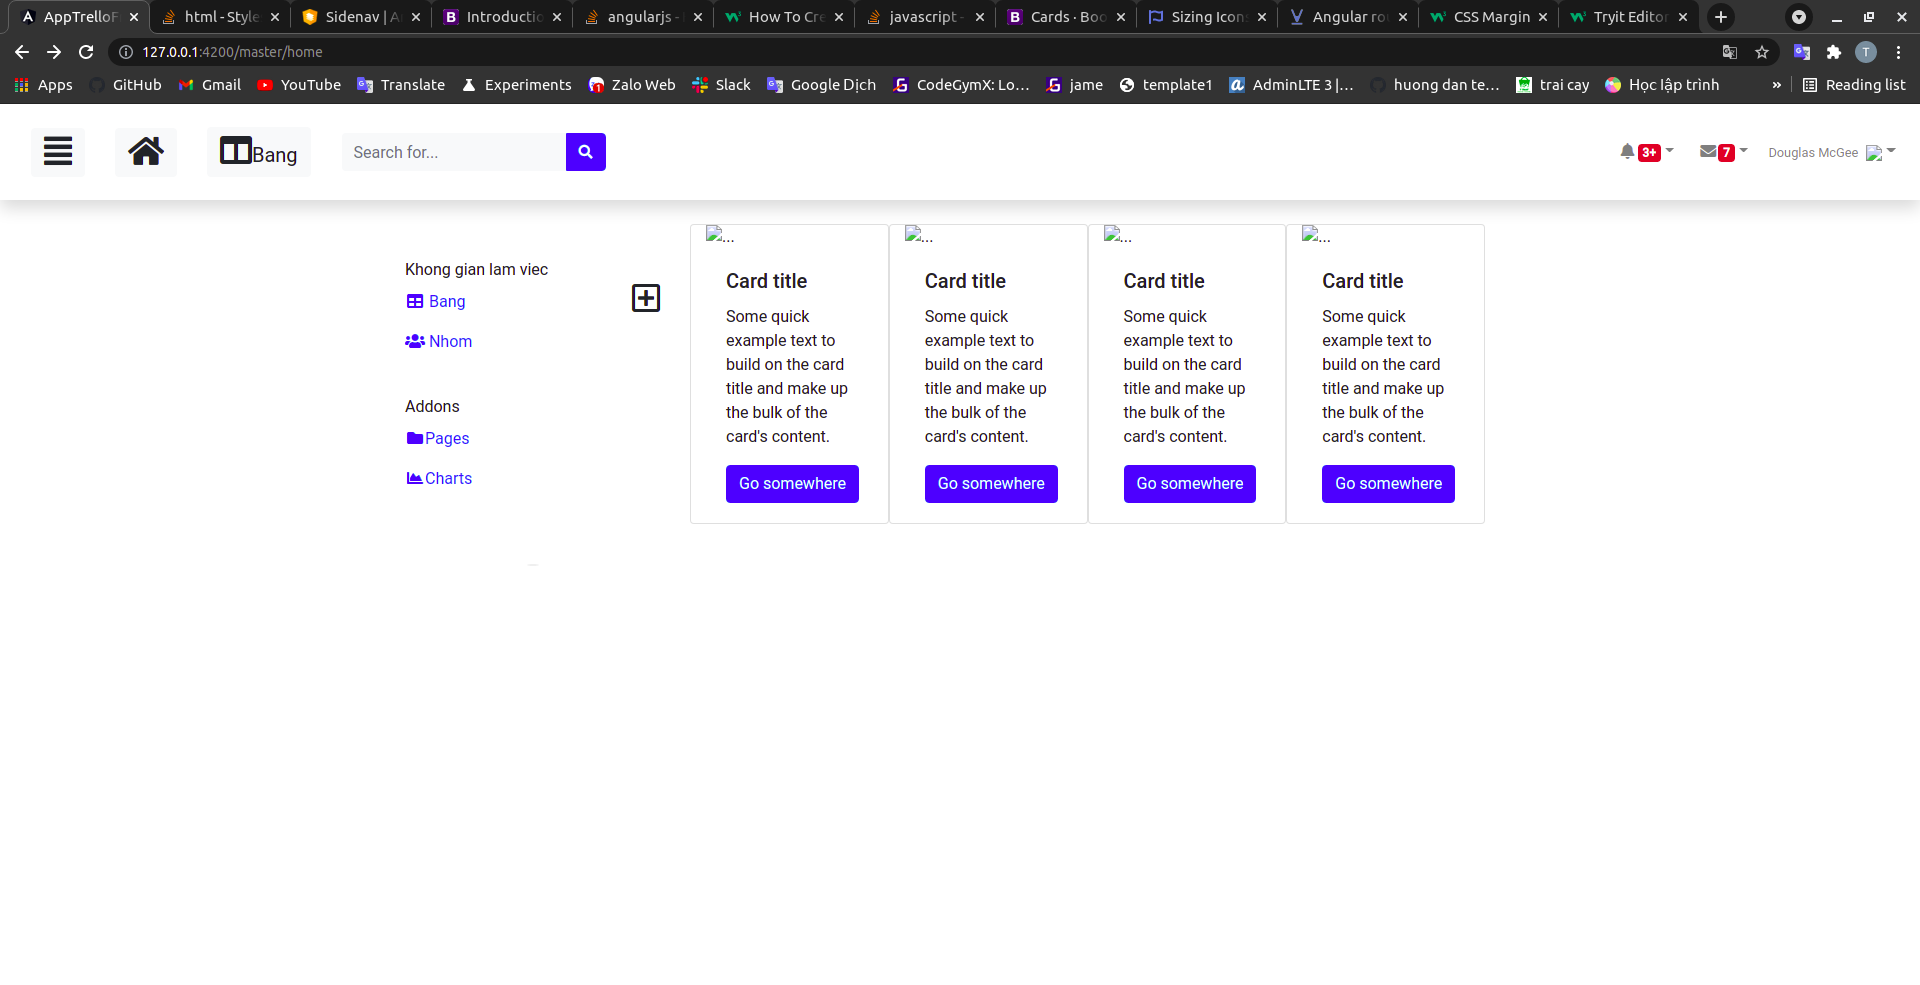 AppTrelloF
html - Style
Sidenav | A
Introductio
angularjs -
How To Cre
javascript -
Cards · Boo
Sizing Icon
Angular ro
CSS Margin
Tryit Editor
127.0.0.1:4200/master/home
T
Apps
GitHub
Gmail
YouTube
Translate
Experiments
Zalo Web
Slack
Google Dịch
CodeGymX: Lo...
jame
template1
AdminLTE 3 |...
huong dan te...
trai cay
Học lập trình
»
Reading list
Bang
Search for...
3+
7
Douglas McGee
Khong gian lam viec
Bang
Nhom
Addons
Pages
Charts
...
Card title
Some quick
example text to
build on the card
title and make up
the bulk of the
card's content.
Go somewhere
...
Card title
Some quick
example text to
build on the card
title and make up
the bulk of the
card's content.
Go somewhere
...
Card title
Some quick
example text to
build on the card
title and make up
the bulk of the
card's content.
Go somewhere
...
Card title
Some quick
example text to
build on the card
title and make up
the bulk of the
card's content.
Go somewhere